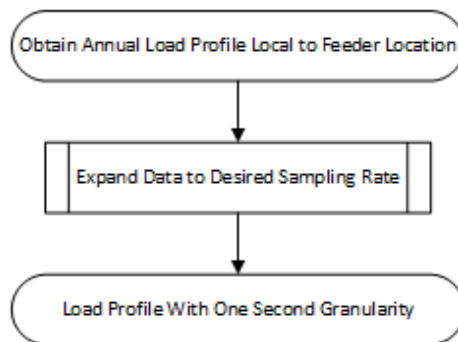 Obtain Annual Load Profile Local to Feeder Location
Expand Data to Desired Sampling Rate
Load Profile With One Second Granularity